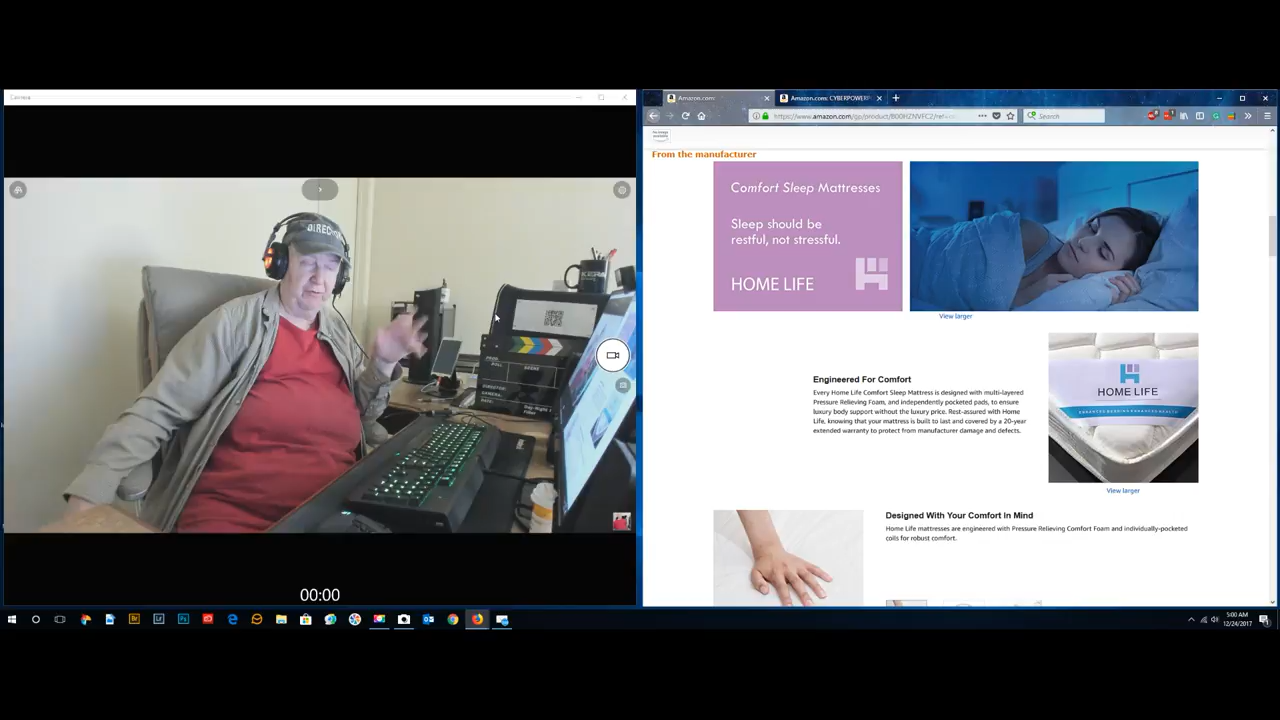 Camera
DIRECTOR
00:00
Amazon.com:
Amazon.com: CYBERPOWERP
Search
From the manufacturer
Comfort Sleep Mattresses
Sleep should be
restful, not stressful.
HOME LIFE
View larger
Engineered For Comfort
Every Home Life Comfort Sleep Mattress is designed with multi-layered
Pressure Relieving Foam, and independently pocketed pads, to ensure
luxury body support without the luxury price. Rest-assured with Home
Life, knowing that your mattress is built to last and covered by a 20-year
extended warranty to protect from manufacturer damage and defects.
HOME LIFE
View larger
Designed With Your Comfort In Mind
Home Life mattresses are engineered with Pressure Relieving Comfort Foam and individually-pocketed
coils for robust comfort.
5:00 AM
12/24/2017